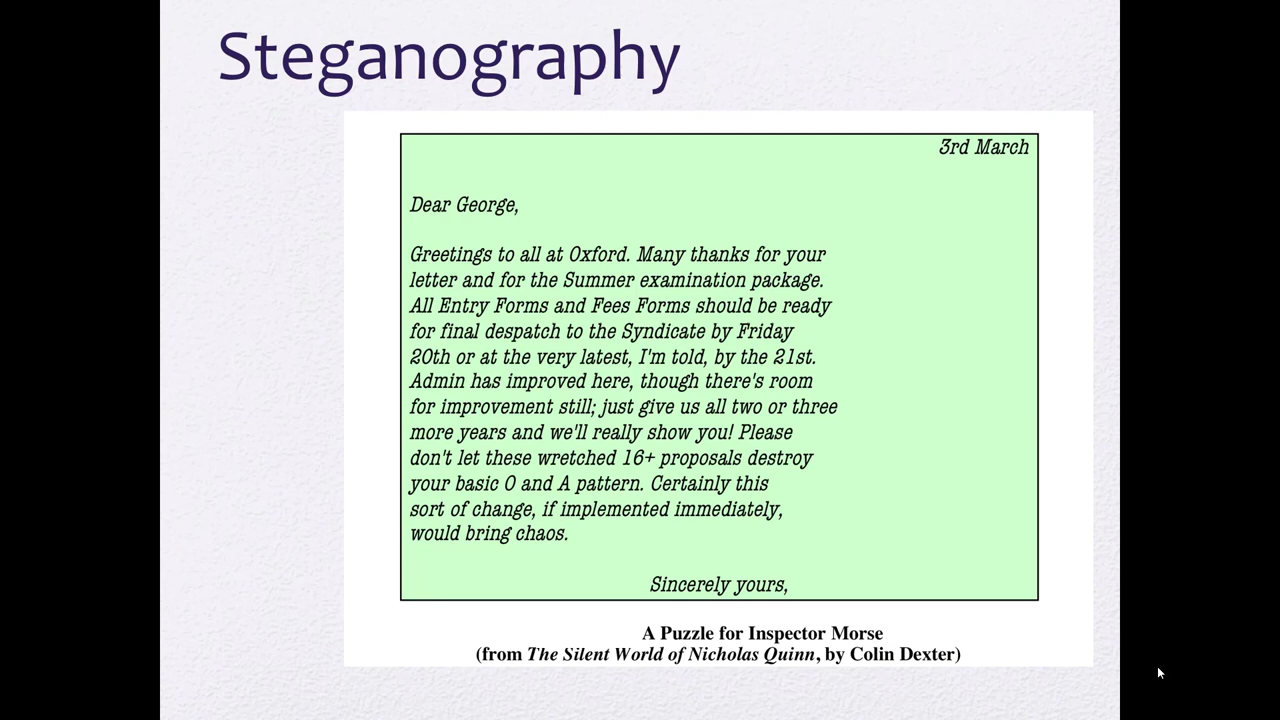 Steganography
3rd March
Dear George,
Greetings to all at Oxford. Many thanks for your
letter and for the Summer examination package.
All Entry Forms and Fees Forms should be ready
for final despatch to the Syndicate by Friday
20th or at the very latest, I'm told, by the 21st.
Admin has improved here, though there's room
for improvement still; just give us all two or three
more years and we'll really show you! Please
don't let these wretched 16+ proposals destroy
your basic O and A pattern. Certainly this
sort of change, if implemented immediately,
would bring chaos.
Sincerely yours,
A Puzzle for Inspector Morse
(from The Silent World of Nicholas Quinn, by Colin Dexter)